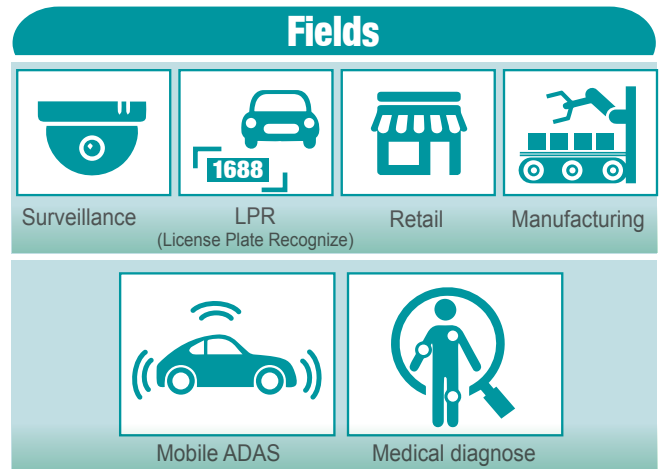 Fields
1688
Surveillance
LPR
(License Plate Recognize)
Retail
Manufacturing
Mobile ADAS
Medical diagnose